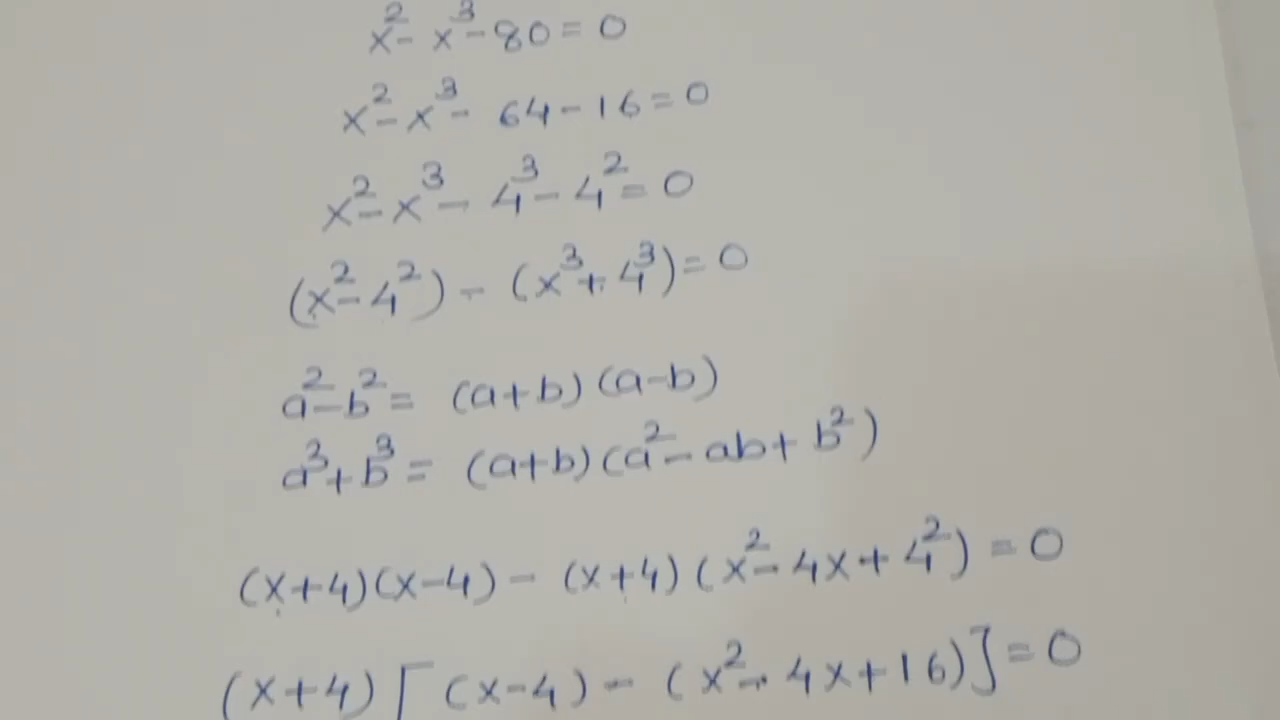 x² - x³ - 80 = 0
x² - x³ - 64 - 16 = 0
x² - x³ - 4³ - 4² = 0
(x² - 4²) - (x³ + 4³) = 0
a² - b² = (a+b)(a-b)
a³ + b³ = (a+b)(a² - ab + b²)
(x+4)(x-4) - (x+4)(x² - 4x + 4²) = 0
(x+4)[(x-4) - (x² - 4x + 16)] = 0